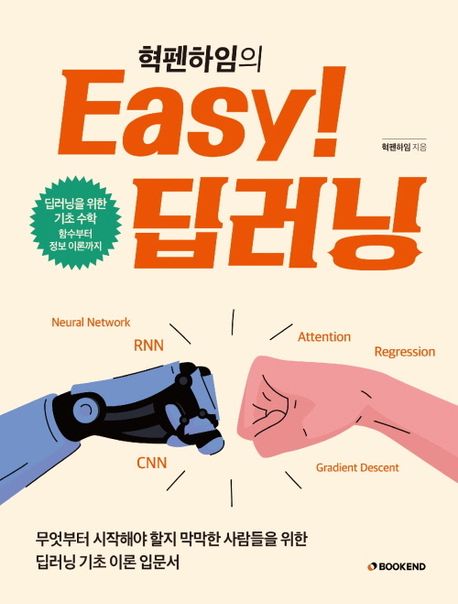 혁펜하임의
Easy!
혁펜하임 지음
딥러닝
딥러닝을 위한
기초 수학
함수부터
정보 이론까지
Neural Network
RNN
Attention
Regression
CNN
Gradient Descent
무엇부터 시작해야 할지 막막한 사람들을 위한
딥러닝 기초 이론 입문서
BOOKEND